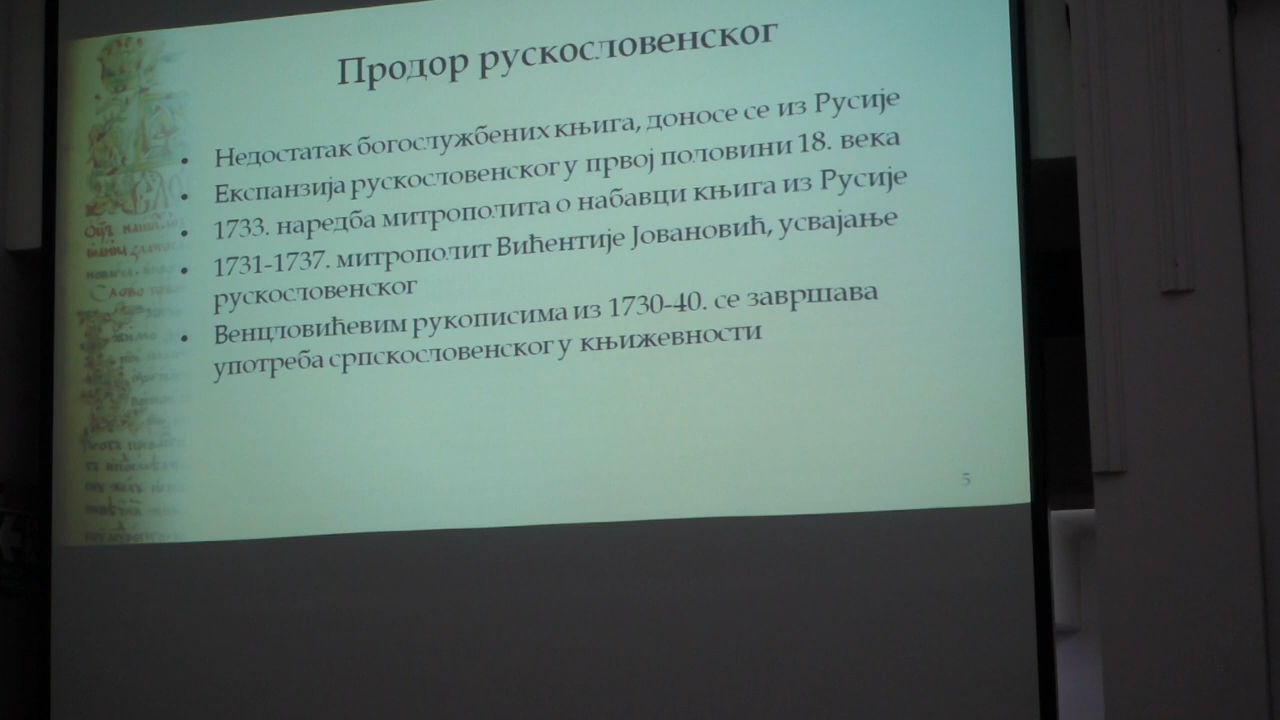 Продор рускословенског
• Недостатак богослужбених књига, доносе се из Русије
• Експанзија рускословенског у првој половини 18. века
• 1733. наредба митрополита о набавци књига из Русије
• 1731-1737. митрополит Вићентије Јовановић, усвајање
рускословенског
• Венцловићевим рукописима из 1730-40. се завршава
употреба српскословенског у књижевности
5